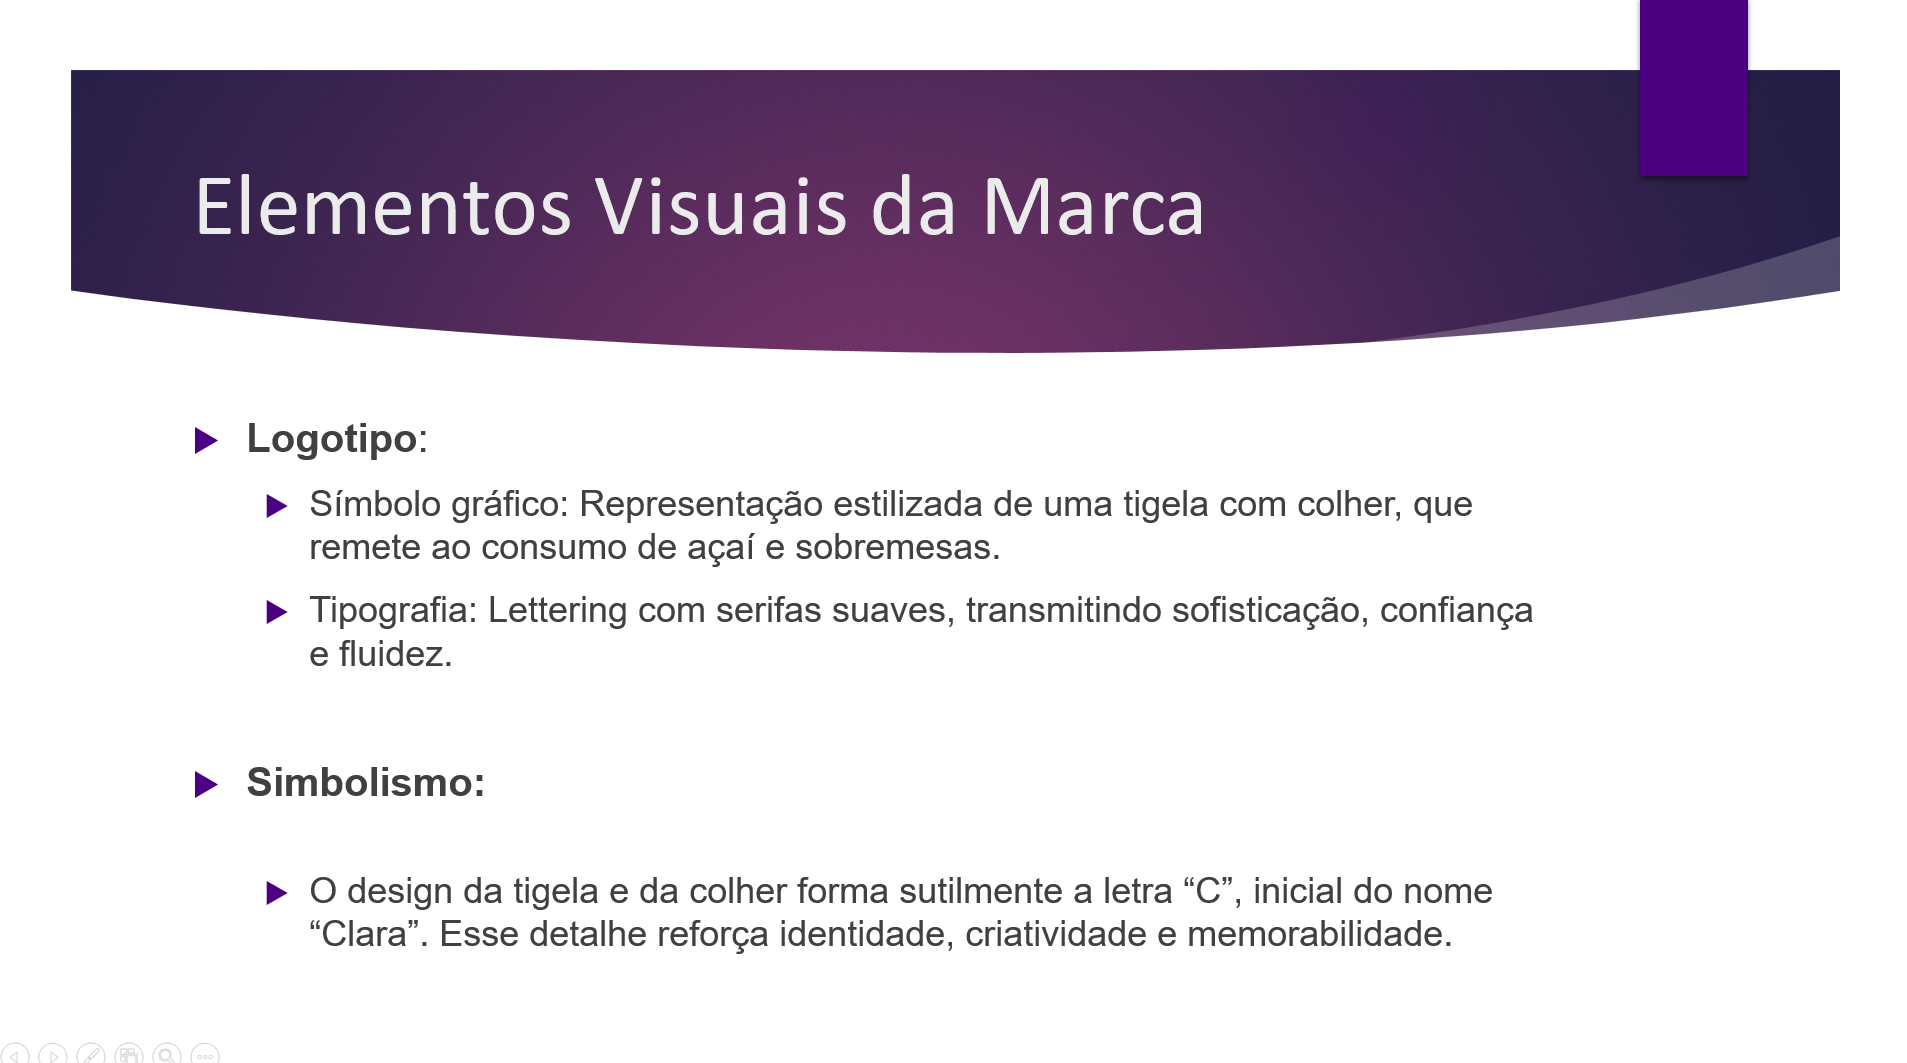 Elementos Visuais da Marca
Logotipo:
Símbolo gráfico: Representação estilizada de uma tigela com colher, que
remete ao consumo de açaí e sobremesas.
Tipografia: Lettering com serifas suaves, transmitindo sofisticação, confiança
e fluidez.
Simbolismo:
O design da tigela e da colher forma sutilmente a letra “C”, inicial do nome
“Clara”. Esse detalhe reforça identidade, criatividade e memorabilidade.